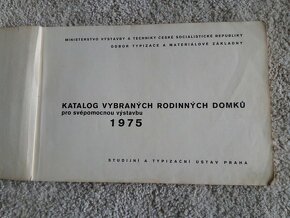 MINISTERSTVO VÝSTAVBY A TECHNIKY ČESKÉ SOCIALISTICKÉ REPUBLIKY
ODBOR TYPIZACE A MATERIÁLOVÉ ZÁKLADNY
KATALOG VYBRANÝCH RODINNÝCH DOMKŮ
pro svépomocnou výstavbu
1975
STUDIJNÍ A TYPIZAČNÍ ÚSTAV PRAHA